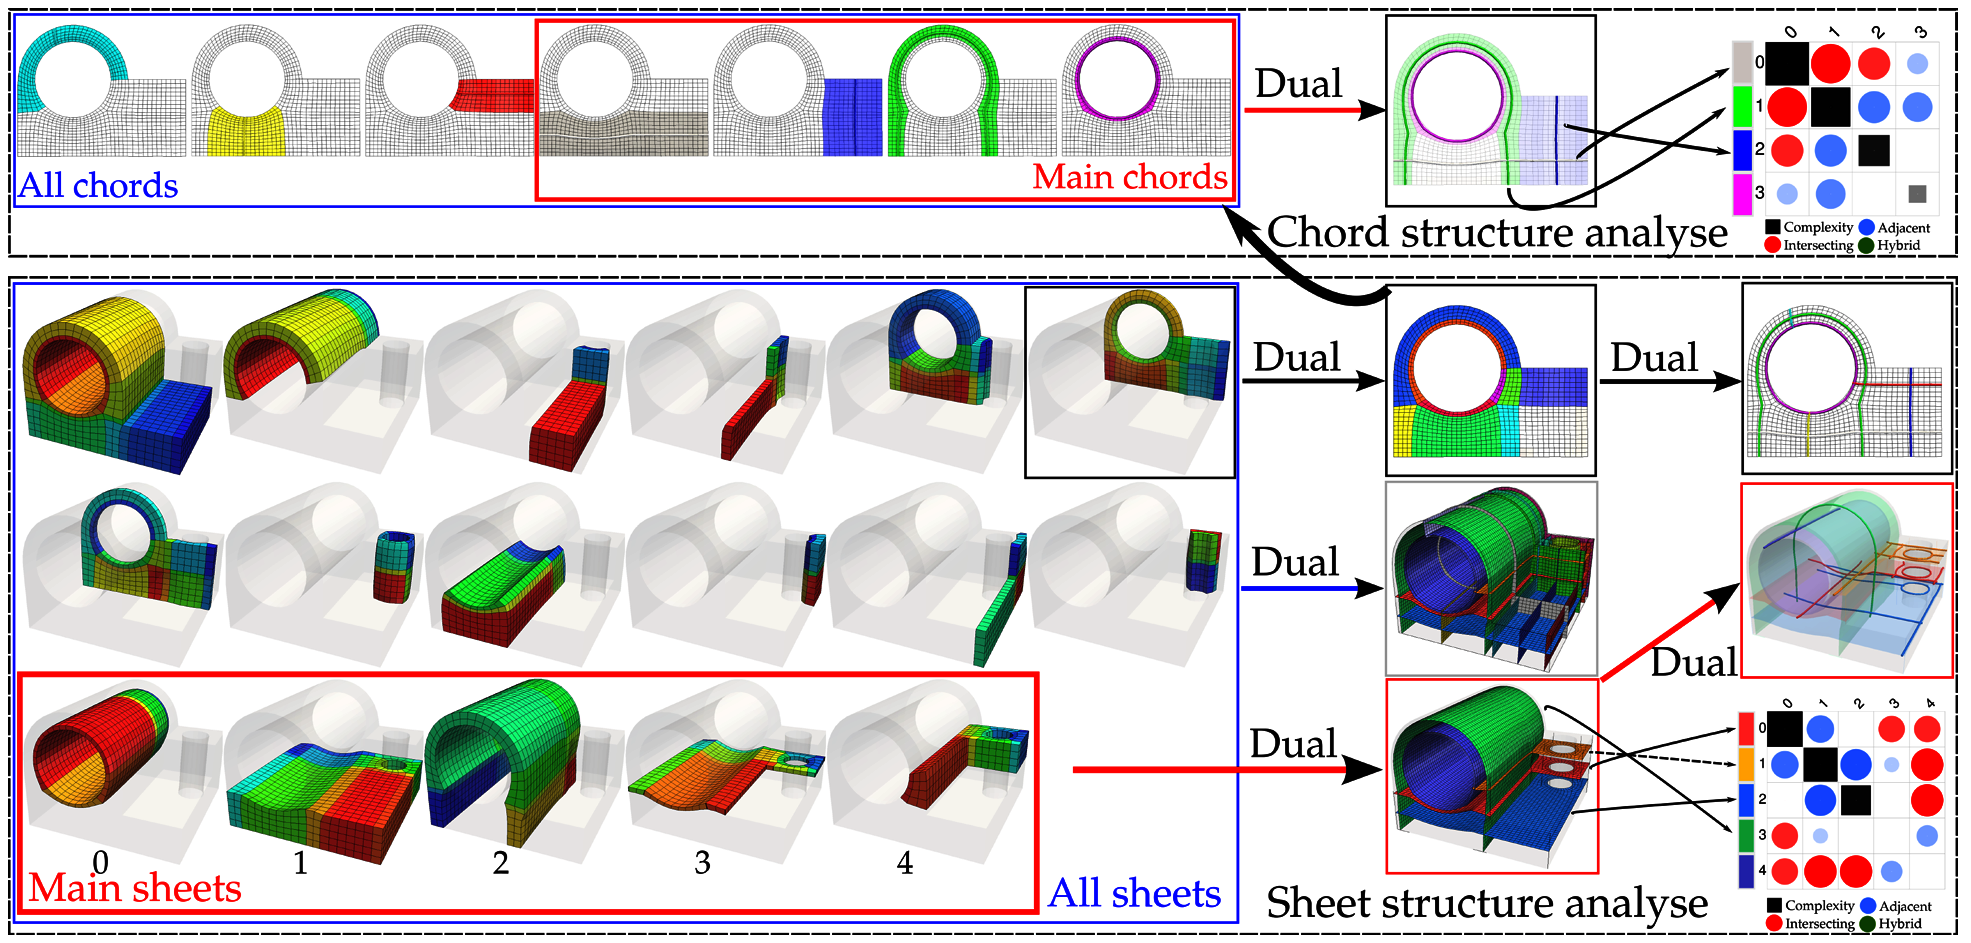 All chords
Main chords
Dual
Chord structure analyse
0 1 2 3
0
1
2
3
Complexity Adjacent
Intersecting Hybrid
Dual
Dual
Dual
Dual
Dual
0 1 2 3 4
Main sheets
All sheets
Sheet structure analyse
0 1 2 3 4
0
1
2
3
4
Complexity Adjacent
Intersecting Hybrid